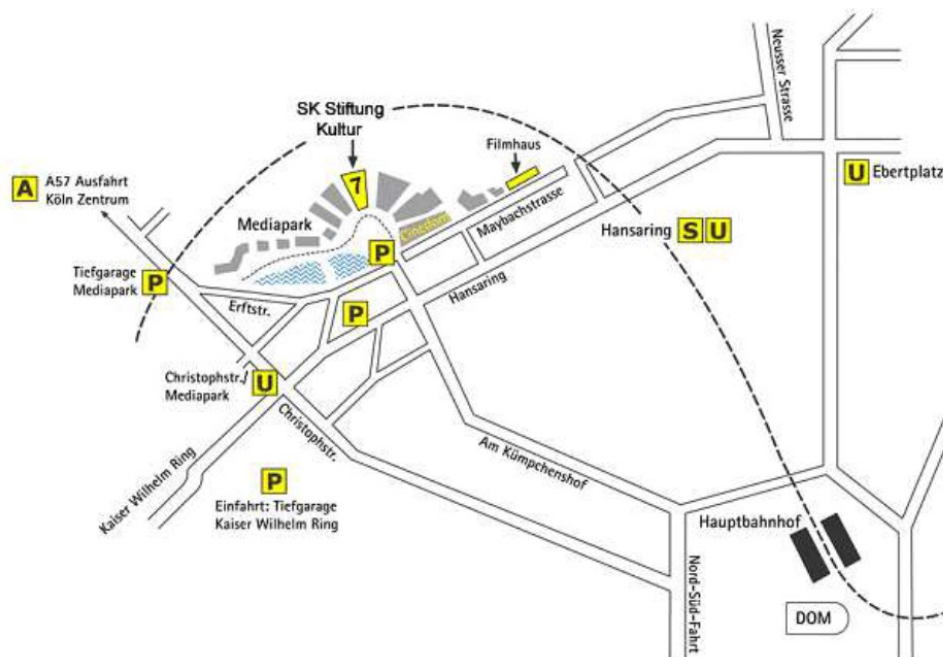 Neusser Strasse
SK Stiftung
Kultur
Filmhaus
7
A
A57 Ausfahrt
Köln Zentrum
U
Ebertplatz
Mediapark
Cinedom
Maybachstrasse
Hansaring
S
U
P
Tiefgarage
Mediapark
P
Hansaring
Erftstr.
P
Christophstr./
Mediapark
U
Christophstr.
Am Kümpchenshof
Kaiser Wilhelm Ring
P
Einfahrt: Tiefgarage
Kaiser Wilhelm Ring
Hauptbahnhof
Nord-Süd-Fahrt
DOM